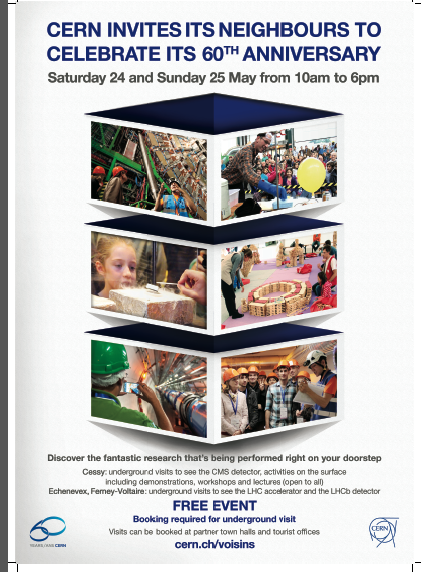 CERN INVITES ITS NEIGHBOURS TO
CELEBRATE ITS 60TH ANNIVERSARY
Saturday 24 and Sunday 25 May from 10am to 6pm
Discover the fantastic research that's being performed right on your doorstep
Cessy: underground visits to see the CMS detector, activities on the surface
including demonstrations, workshops and lectures (open to all)
Echenevex, Ferney-Voltaire: underground visits to see the LHC accelerator and the LHCb detector
FREE EVENT
Booking required for underground visit
Visits can be booked at partner town halls and tourist offices
cern.ch/voisins
60
YEARS/ANS CERN
CERN